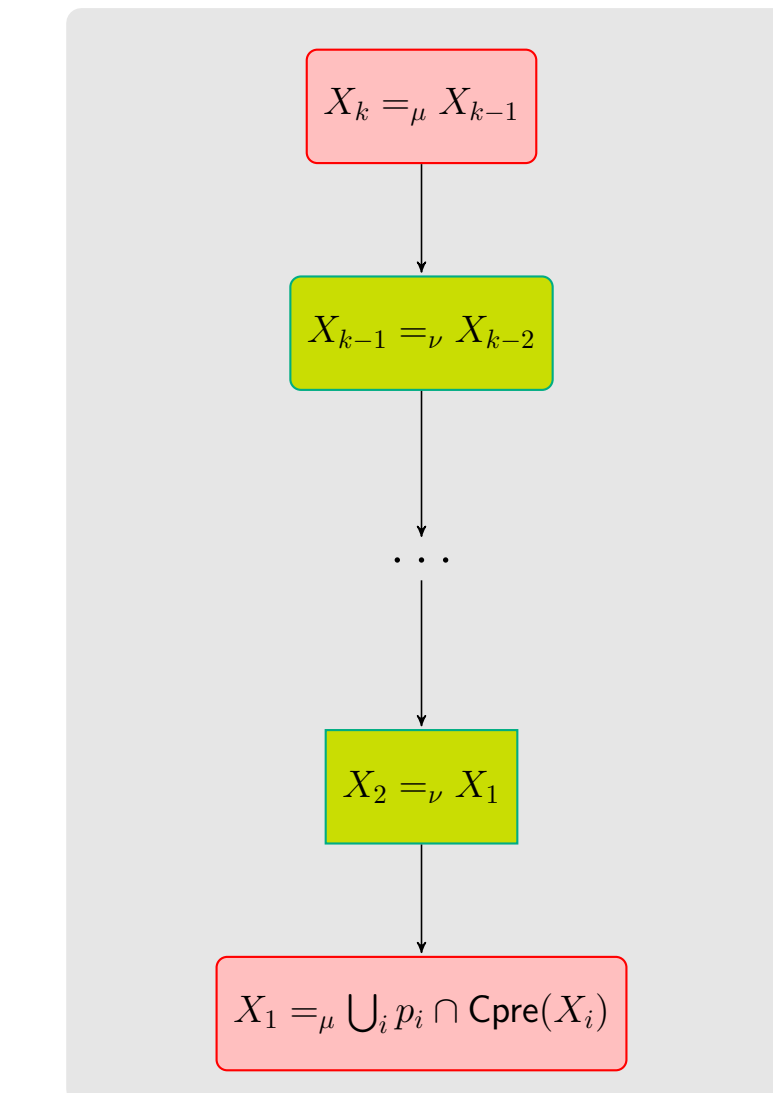 X_k =_μ X_{k−1}
X_{k−1} =_ν X_{k−2}
· · ·
X_2 =_ν X_1
X_1 =_μ ⋃_i p_i ∩ Cpre(X_i)